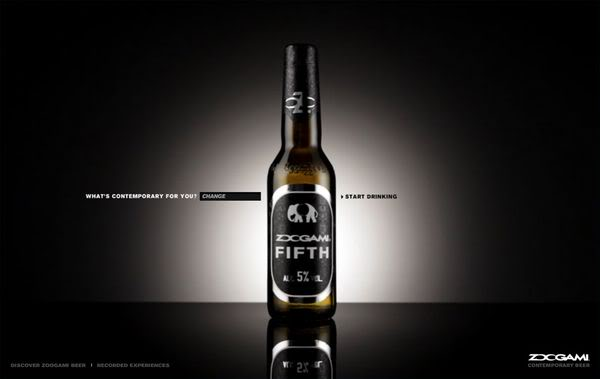 Z
WHAT'S CONTEMPORARY FOR YOU? CHANGE
START DRINKING
ZOOGAMI
FIFTH
ALC. 5% VOL.
DISCOVER ZOOGAMI BEER | RECORDED EXPERIENCES
ZOOGAMI
CONTEMPORARY BEER